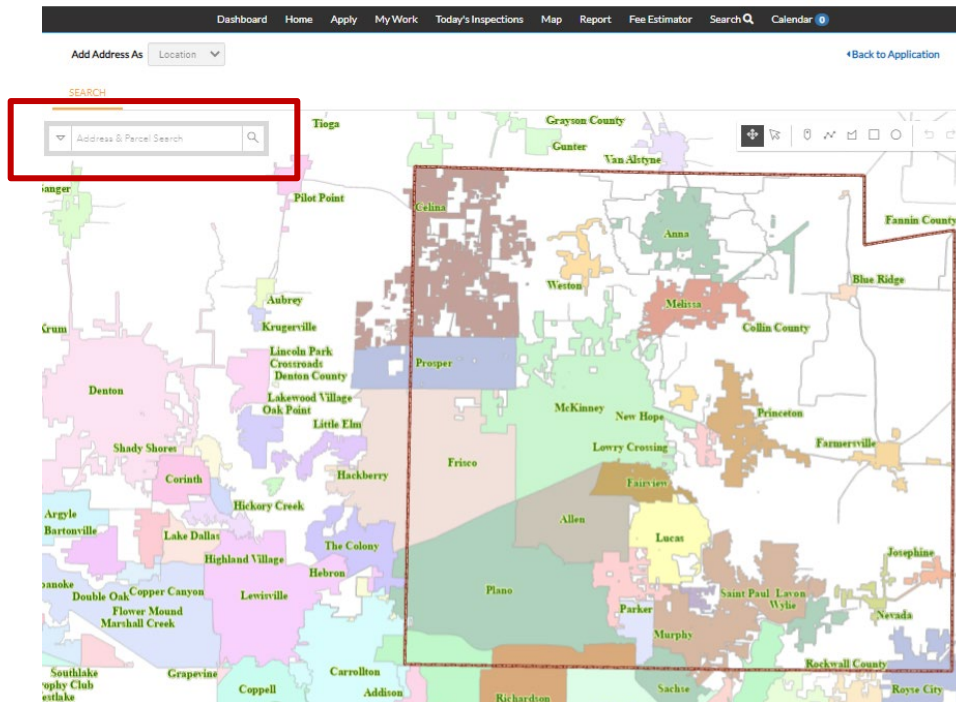 Dashboard Home Apply My Work Today's Inspections Map Report Fee Estimator Search Calendar 0
Add Address As Location
Back to Application
SEARCH
Address & Parcel Search
Tioga
Grayson County
Gunter
Van Alstyne
Sanger
Pilot Point
Celina
Anna
Fannin County
Weston
Blue Ridge
Aubrey
Melissa
Krugerville
Krum
Collin County
Lincoln Park
Crossroads
Denton County
Prosper
Denton
Lakewood Village
Oak Point
McKinney
New Hope
Princeton
Little Elm
Shady Shores
Lowry Crossing
Farmersville
Frisco
Hackberry
Corinth
Fairview
Hickory Creek
Argyle
Allen
Bartonville
Lake Dallas
Lucas
The Colony
Highland Village
Josephine
Hebron
Double Oak
Copper Canyon
Lewisville
Plano
Saint Paul
Lavon
Wylie
Flower Mound
Marshall Creek
Parker
Nevada
Murphy
Southlake
Grapevine
Carrollton
Rockwall County
Coppell
Addison
Richardson
Sachse
Royse City